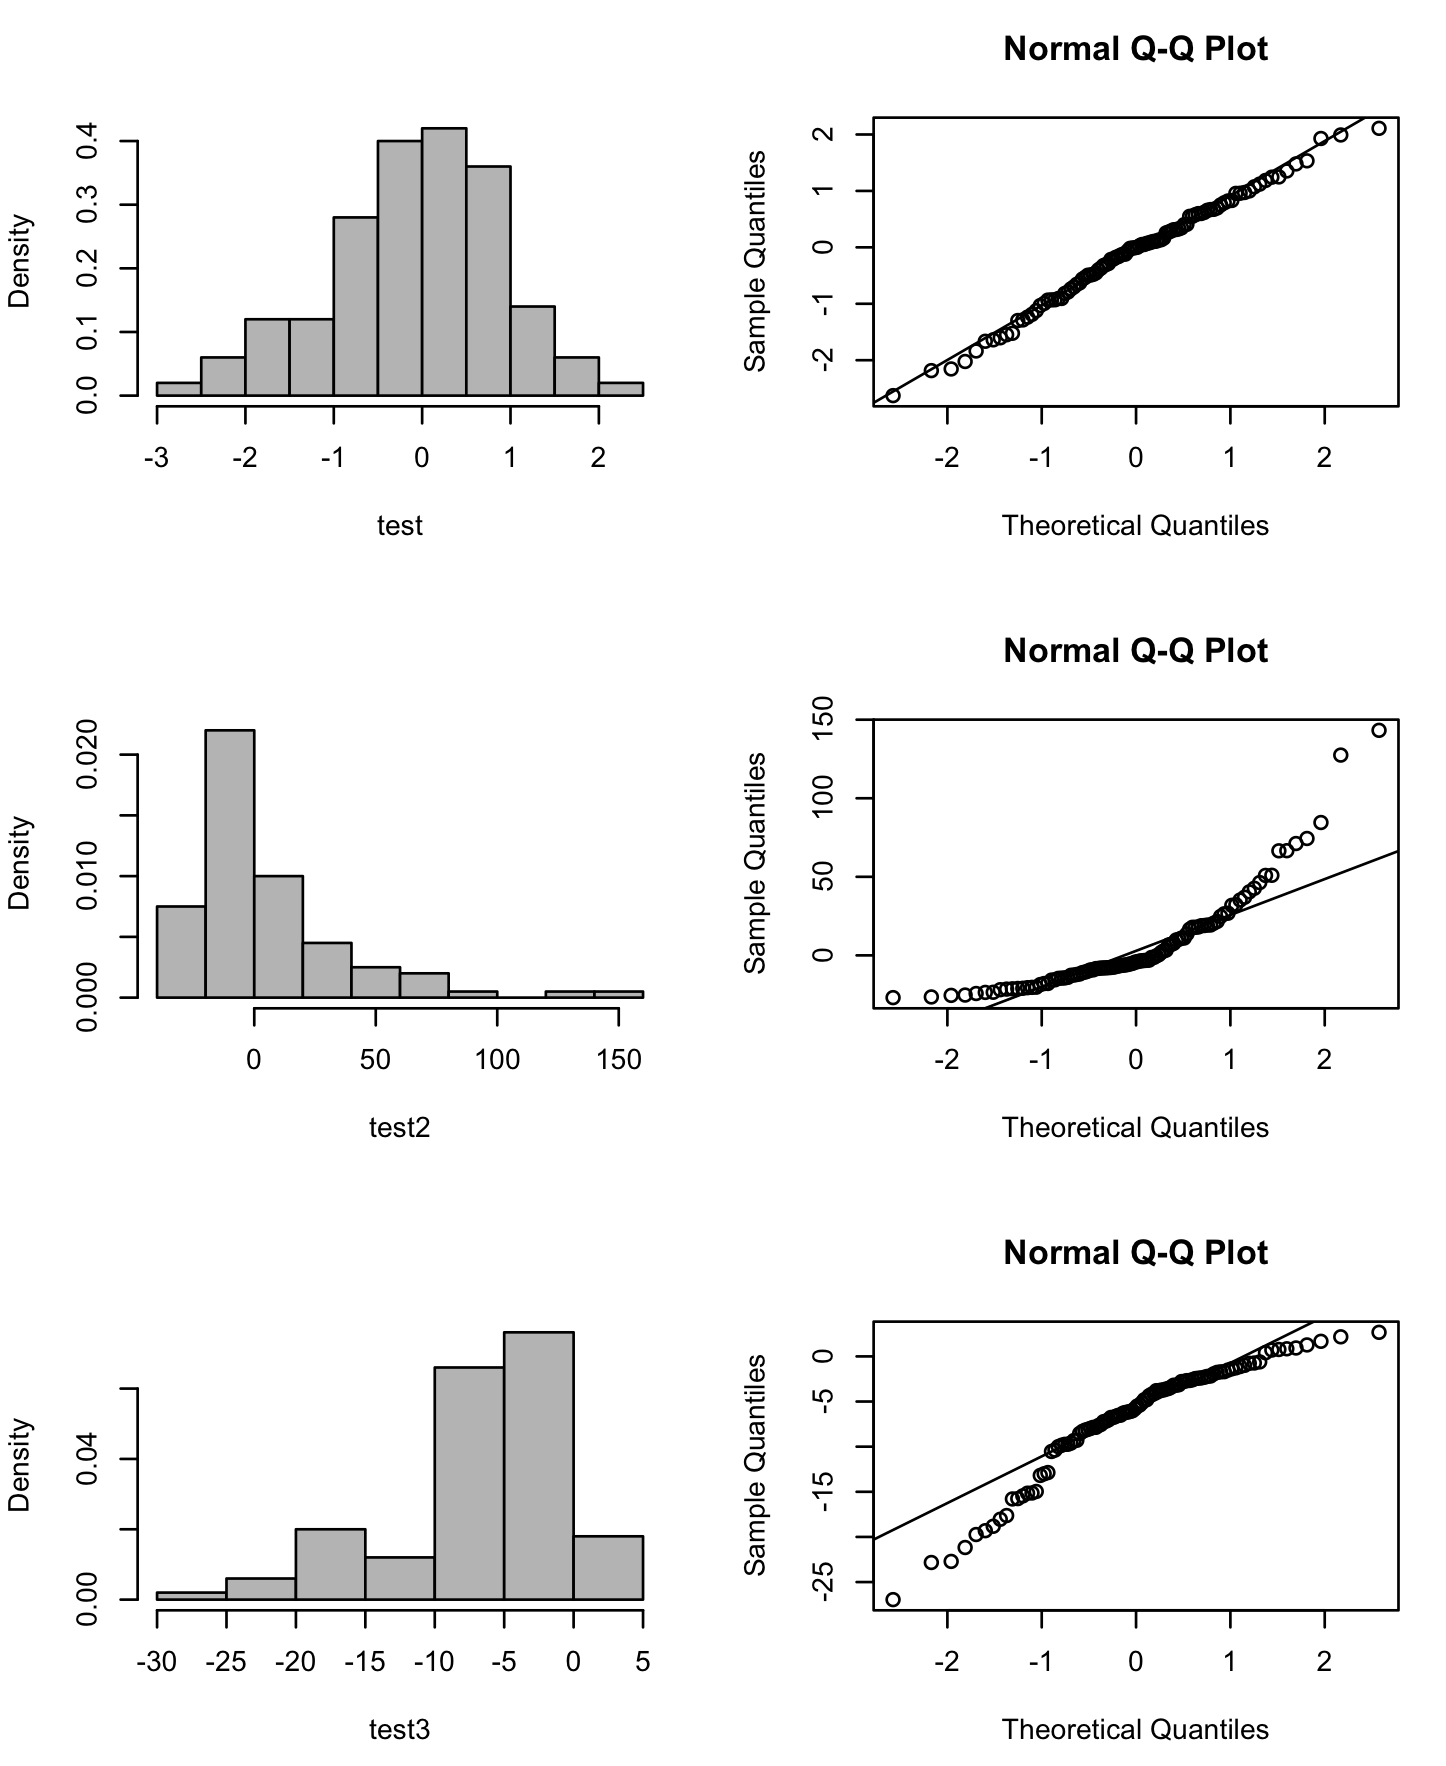 Normal Q-Q Plot
Density
0.0 0.1 0.2 0.3 0.4
-3 -2 -1 0 1 2
test
Sample Quantiles
-2 -1 0 1 2
-2 -1 0 1 2
Theoretical Quantiles
Normal Q-Q Plot
Density
0.000 0.010 0.020
0 50 100 150
test2
Sample Quantiles
0 50 100 150
-2 -1 0 1 2
Theoretical Quantiles
Normal Q-Q Plot
Density
0.00 0.04
-30 -25 -20 -15 -10 -5 0 5
test3
Sample Quantiles
-25 -15 -5 0
-2 -1 0 1 2
Theoretical Quantiles